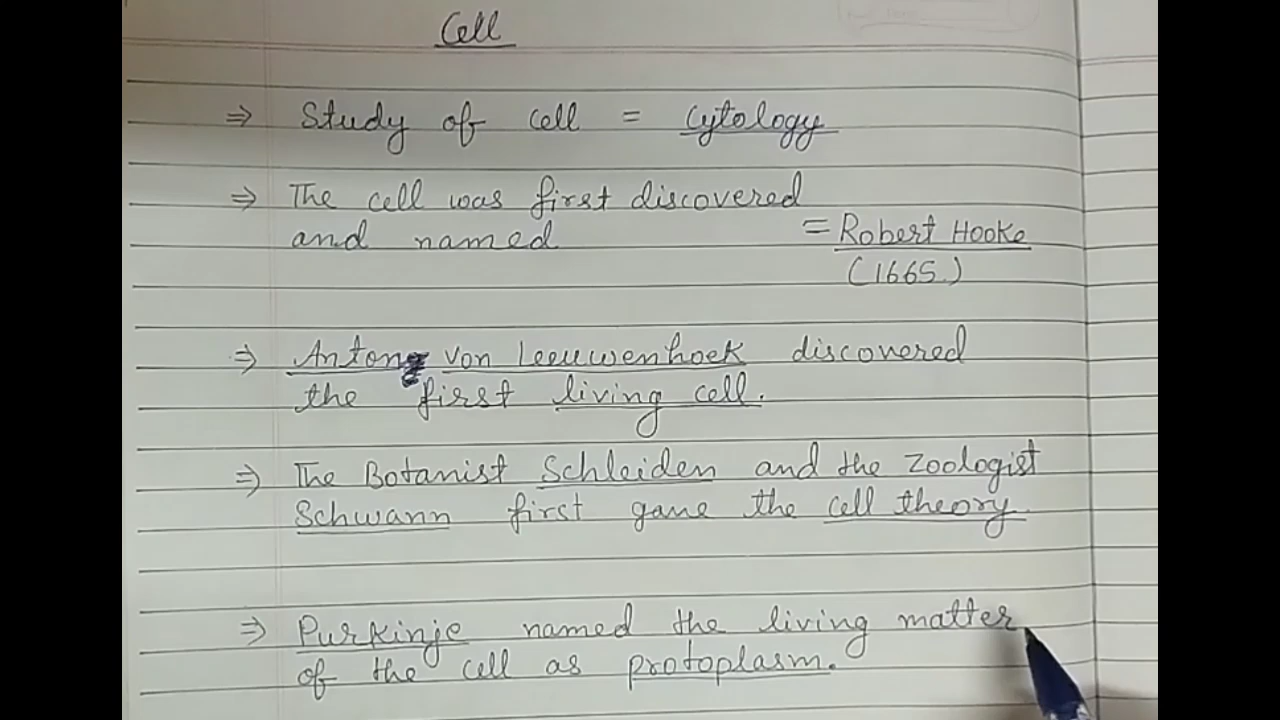 Cell
⇒ Study of cell = Cytology
⇒ The cell was first discovered
and named
= Robert Hooke
(1665.)
⇒ Anton von Leeuwenhoek discovered
the first living cell.
⇒ The Botanist Schleiden and the Zoologist
Schwann first gave the cell theory.
⇒ Purkinje named the living matter
of the cell as protoplasm.